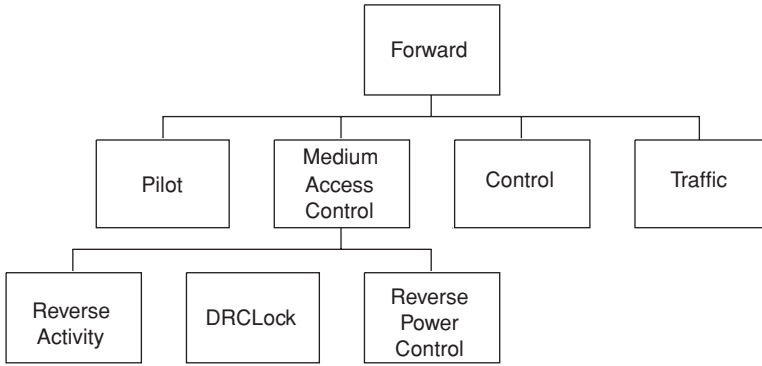 Forward
Pilot
Medium
Access
Control
Control
Traffic
Reverse
Activity
DRCLock
Reverse
Power
Control